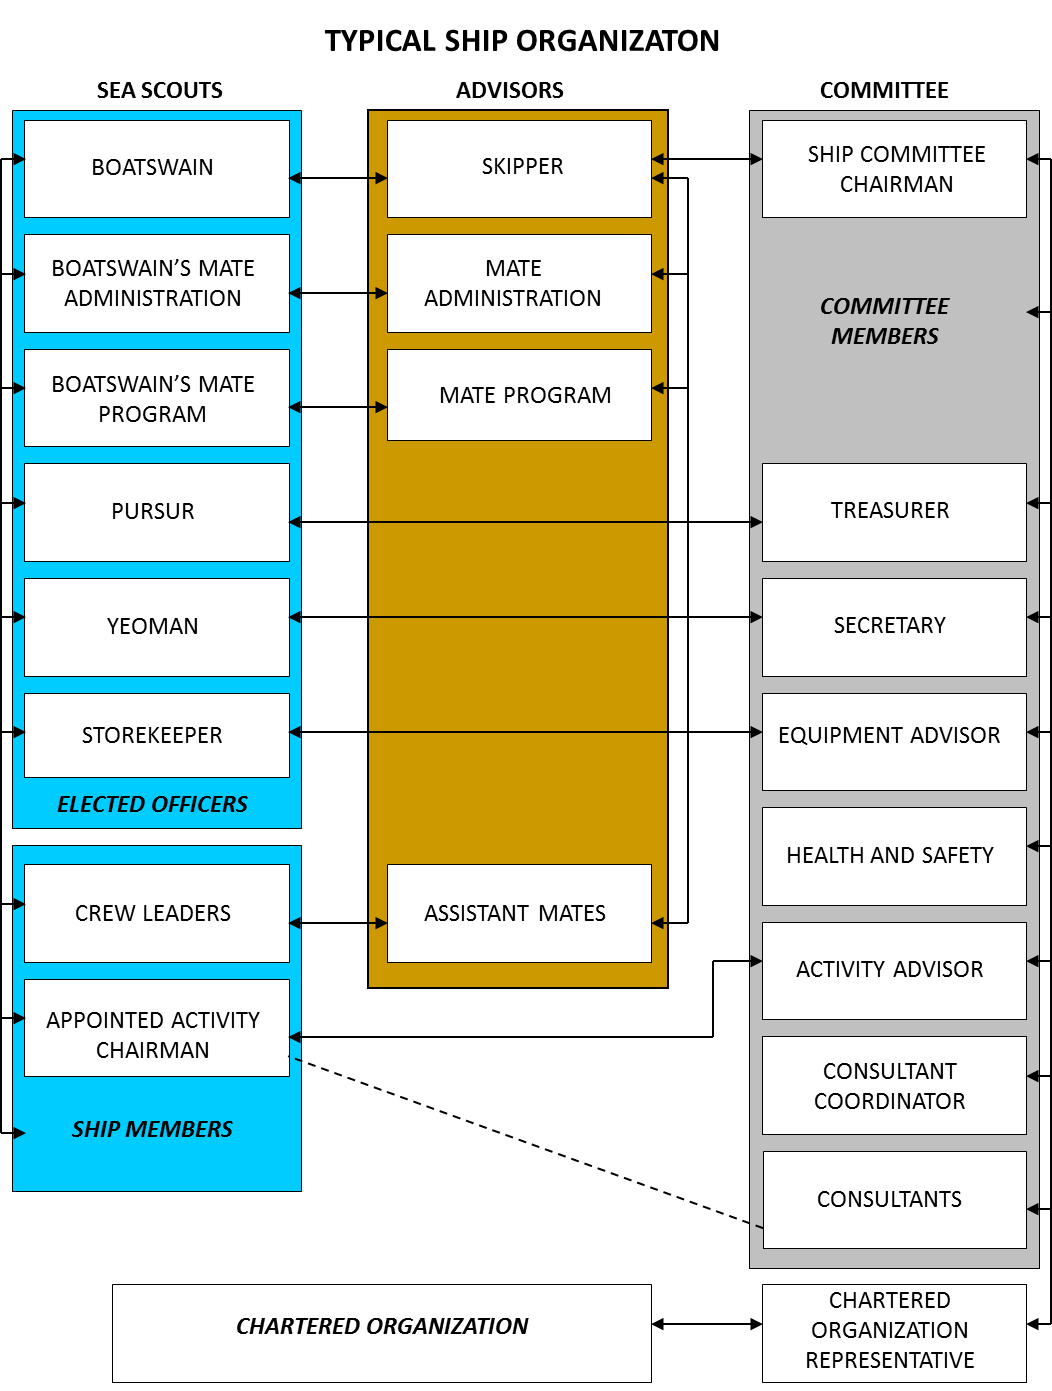 TYPICAL SHIP ORGANIZATON
SEA SCOUTS
BOATSWAIN
BOATSWAIN'S MATE
ADMINISTRATION
BOATSWAIN'S MATE
PROGRAM
PURSUR
YEOMAN
STOREKEEPER
ELECTED OFFICERS
CREW LEADERS
APPOINTED ACTIVITY
CHAIRMAN
SHIP MEMBERS
ADVISORS
SKIPPER
MATE
ADMINISTRATION
MATE PROGRAM
ASSISTANT MATES
COMMITTEE
SHIP COMMITTEE
CHAIRMAN
COMMITTEE
MEMBERS
TREASURER
SECRETARY
EQUIPMENT ADVISOR
HEALTH AND SAFETY
ACTIVITY ADVISOR
CONSULTANT
COORDINATOR
CONSULTANTS
CHARTERED ORGANIZATION
CHARTERED
ORGANIZATION
REPRESENTATIVE